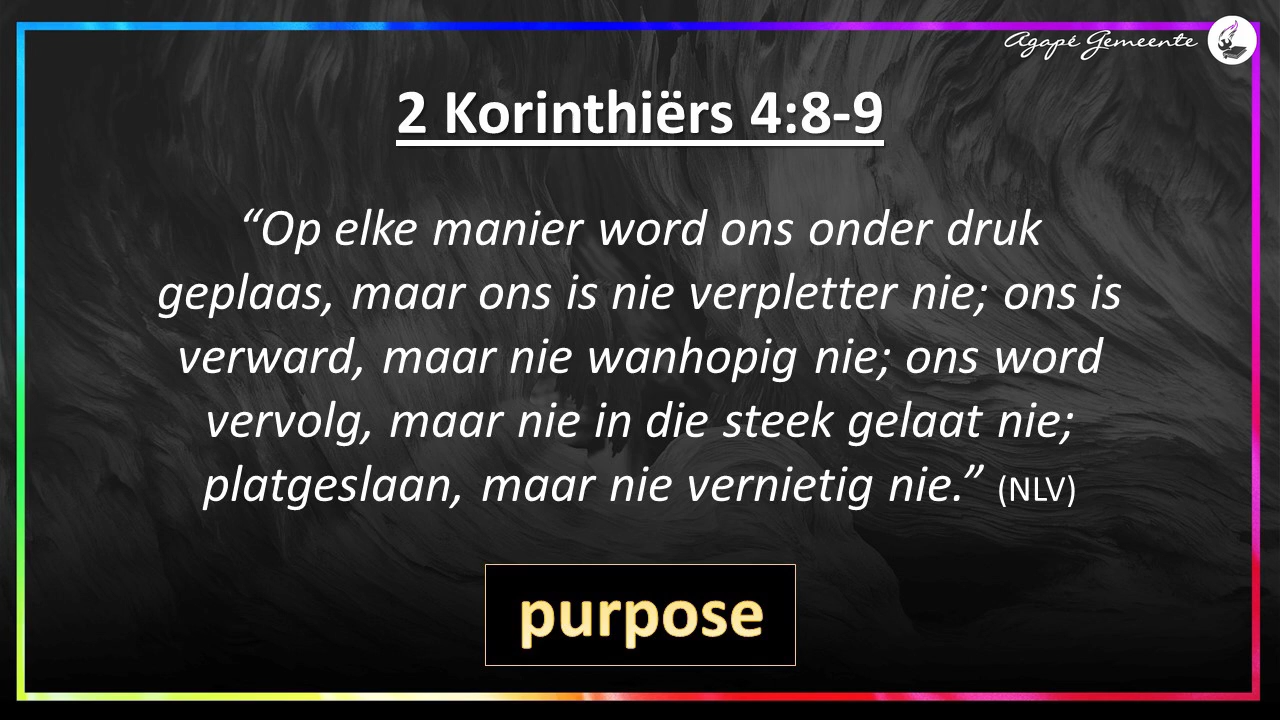 Agapé Gemeente
2 Korinthiërs 4:8-9
“Op elke manier word ons onder druk
geplaas, maar ons is nie verpletter nie; ons is
verward, maar nie wanhopig nie; ons word
vervolg, maar nie in die steek gelaat nie;
platgeslaan, maar nie vernietig nie.” (NLV)
purpose